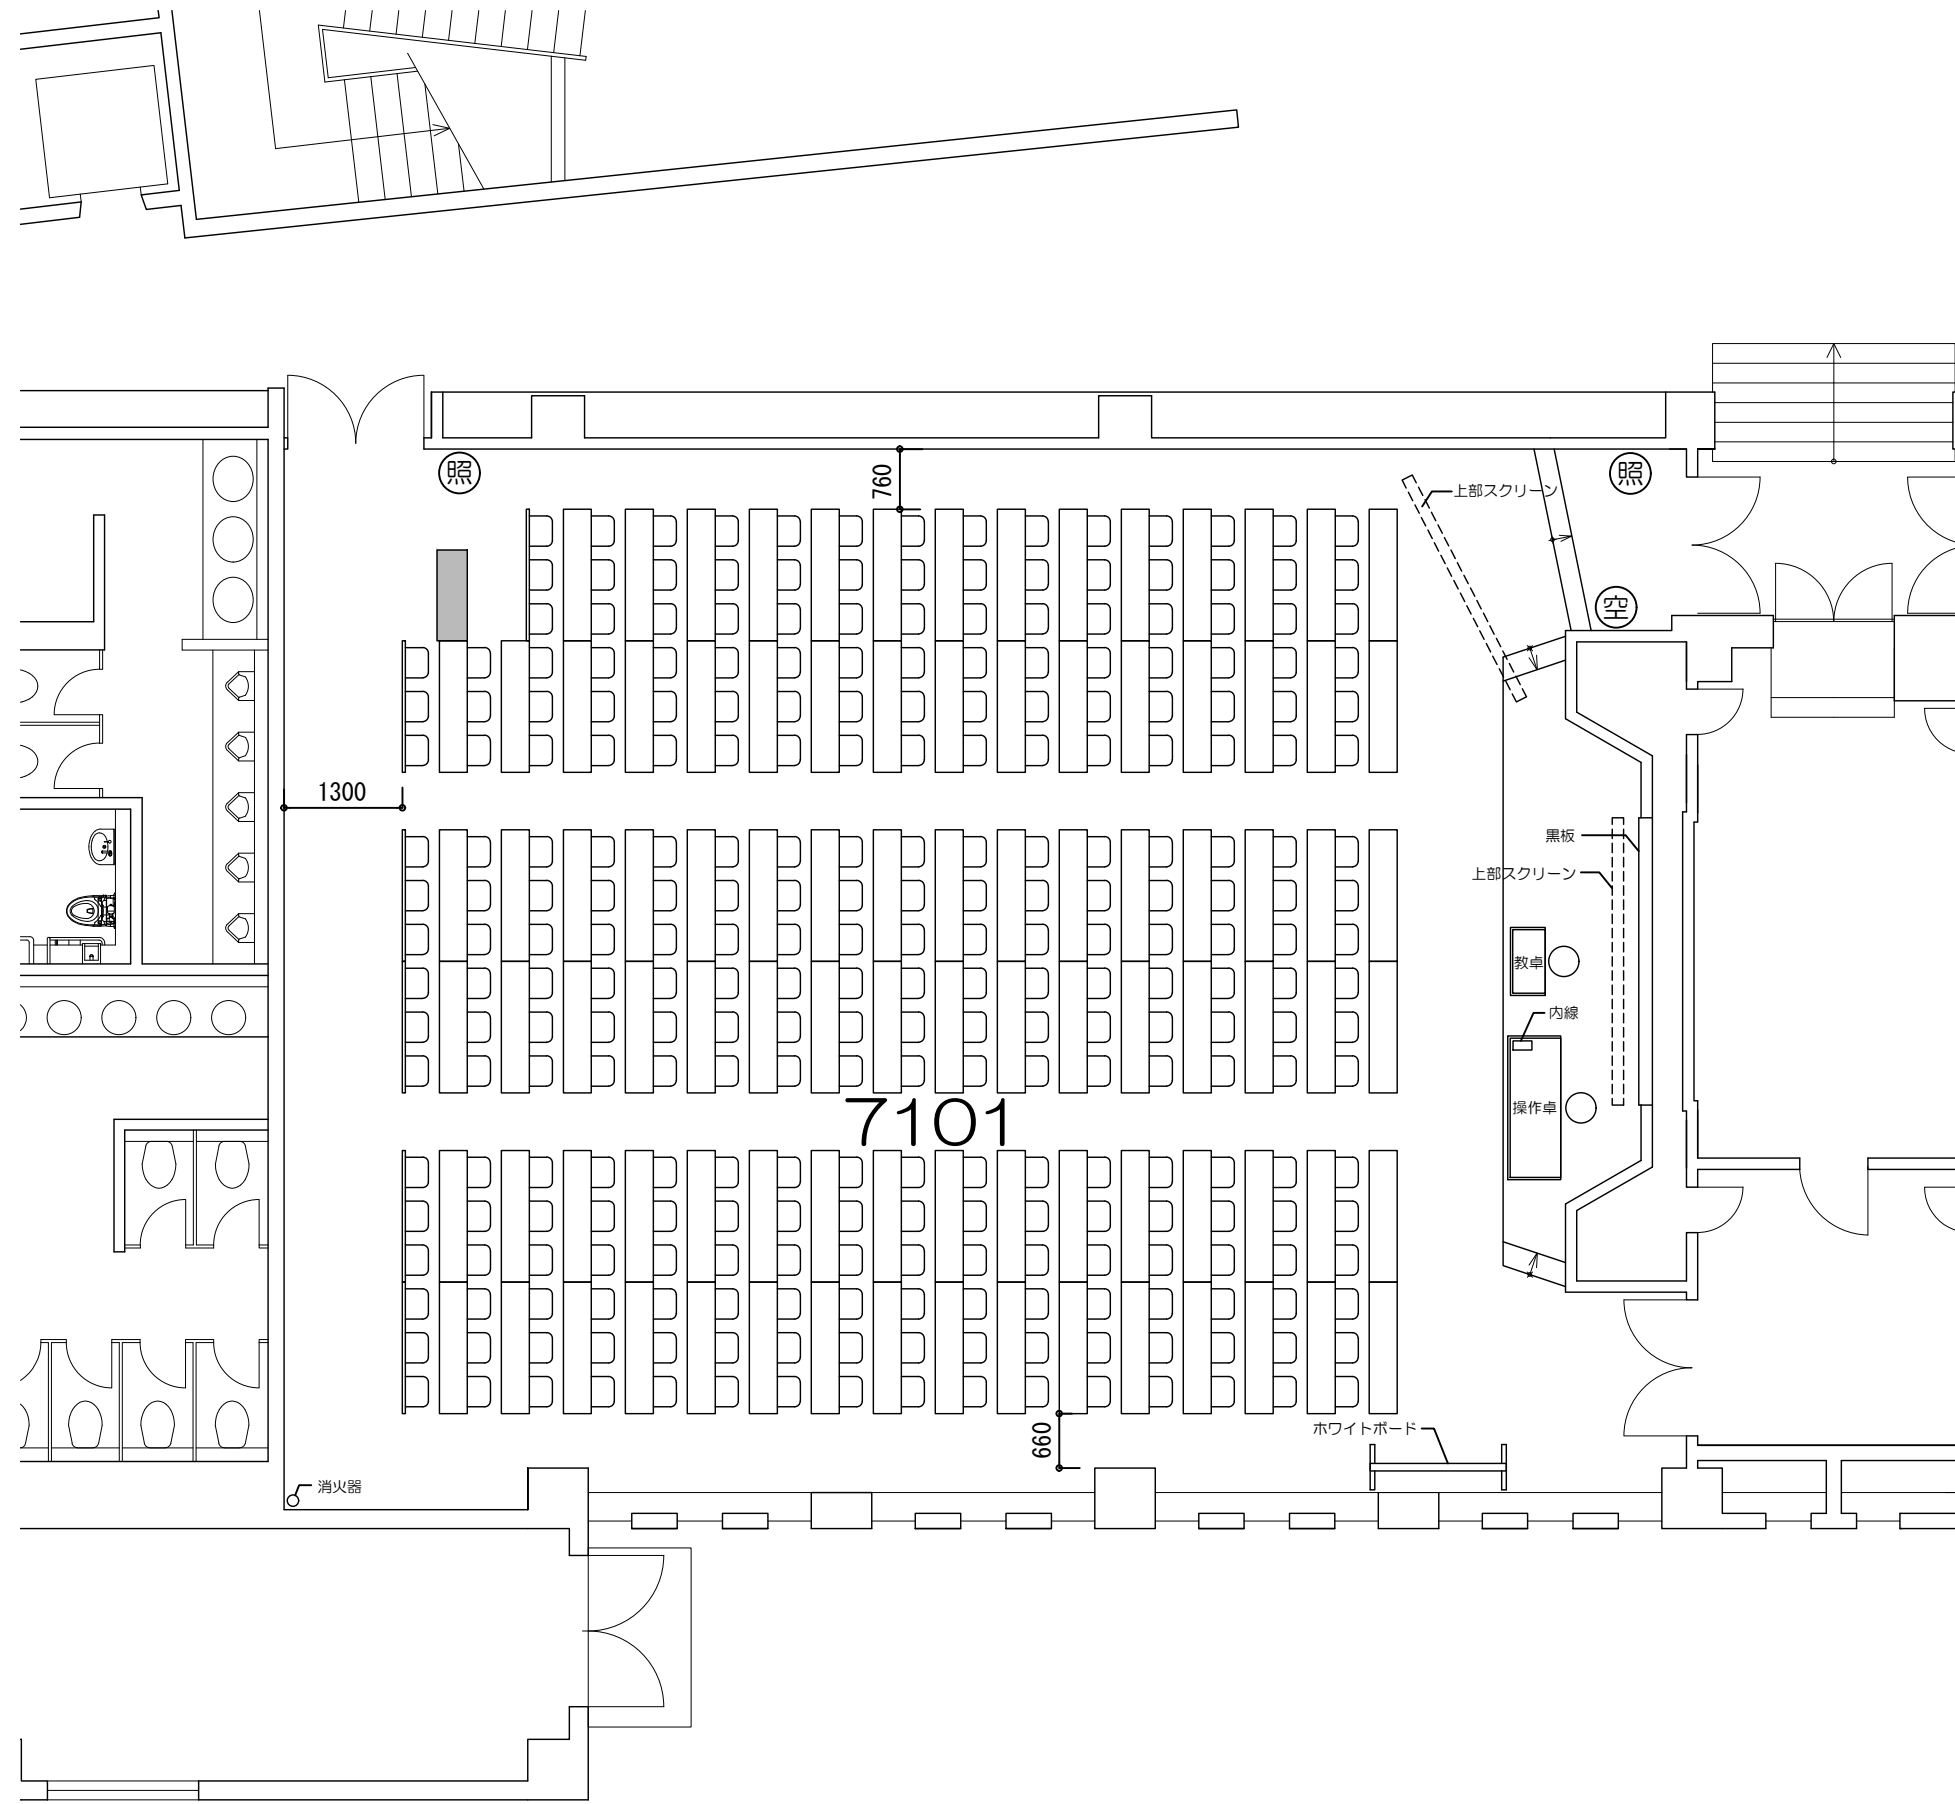 照
760
上部スクリーン
照
空
1300
黒板
上部スクリーン
教卓
内線
操作卓
7101
660
ホワイトボード
消火器